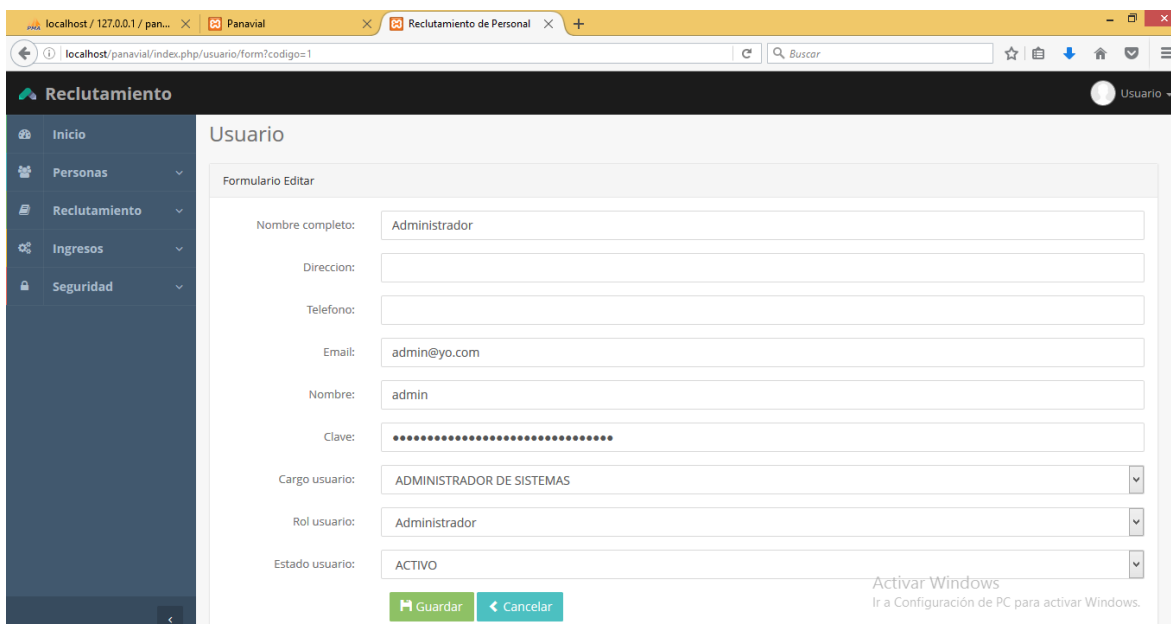 localhost / 127.0.0.1 / pan...
Panavial
Reclutamiento de Personal
localhost/panavial/index.php/usuario/form?codigo=1
Buscar
Reclutamiento
Usuario
Inicio
Personas
Reclutamiento
Ingresos
Seguridad
Usuario
Formulario Editar
Nombre completo: Administrador
Direccion:
Telefono:
Email: admin@yo.com
Nombre: admin
Clave: ••••••••••••••••••••••••••••••••
Cargo usuario: ADMINISTRADOR DE SISTEMAS
Rol usuario: Administrador
Estado usuario: ACTIVO
Guardar
Cancelar
Activar Windows
Ir a Configuración de PC para activar Windows.